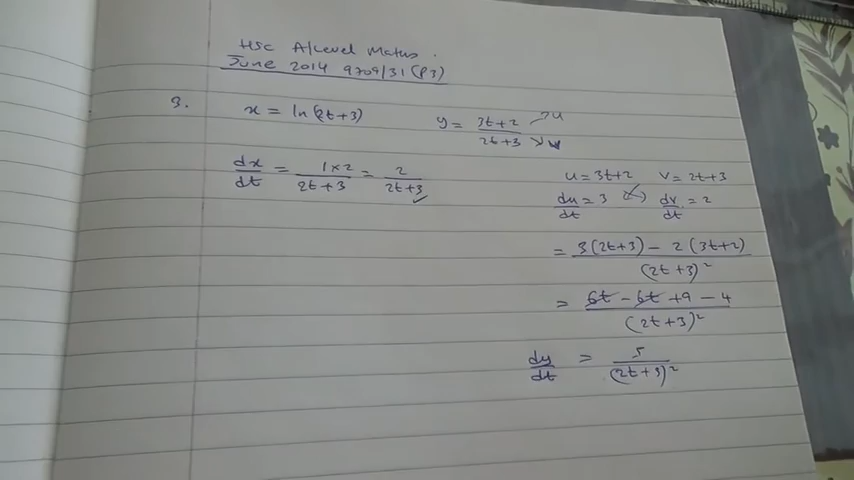 HSC A/Level Maths.
June 2014 9709/31 (P3)
3. x = ln(2t+3) y = 3t+2 / 2t+3 → u → v
dx/dt = 1×2 / 2t+3 = 2 / 2t+3 ✓
u = 3t+2 v = 2t+3
du/dt = 3 dv/dt = 2
= 3(2t+3) - 2(3t+2) / (2t+3)²
= 6t - 6t + 9 - 4 / (2t+3)²
dy/dt = 5 / (2t+3)²